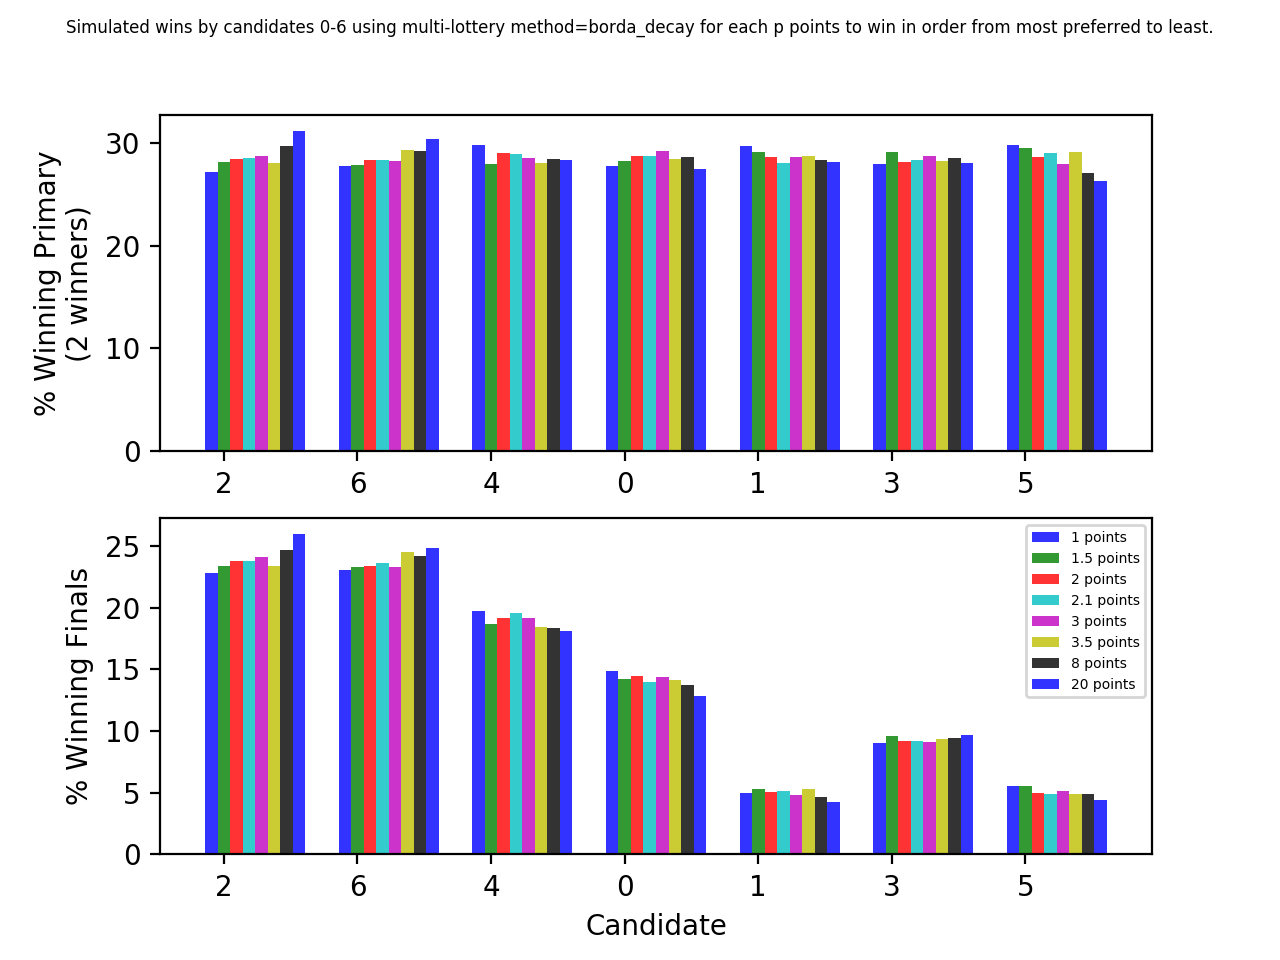 Simulated wins by candidates 0-6 using multi-lottery method=borda_decay for each p points to win in order from most preferred to least.
% Winning Primary
(2 winners)
30
20
10
0
2 6 4 0 1 3 5
% Winning Finals
25
20
15
10
5
0
1 points
1.5 points
2 points
2.1 points
3 points
3.5 points
8 points
20 points
2 6 4 0 1 3 5
Candidate